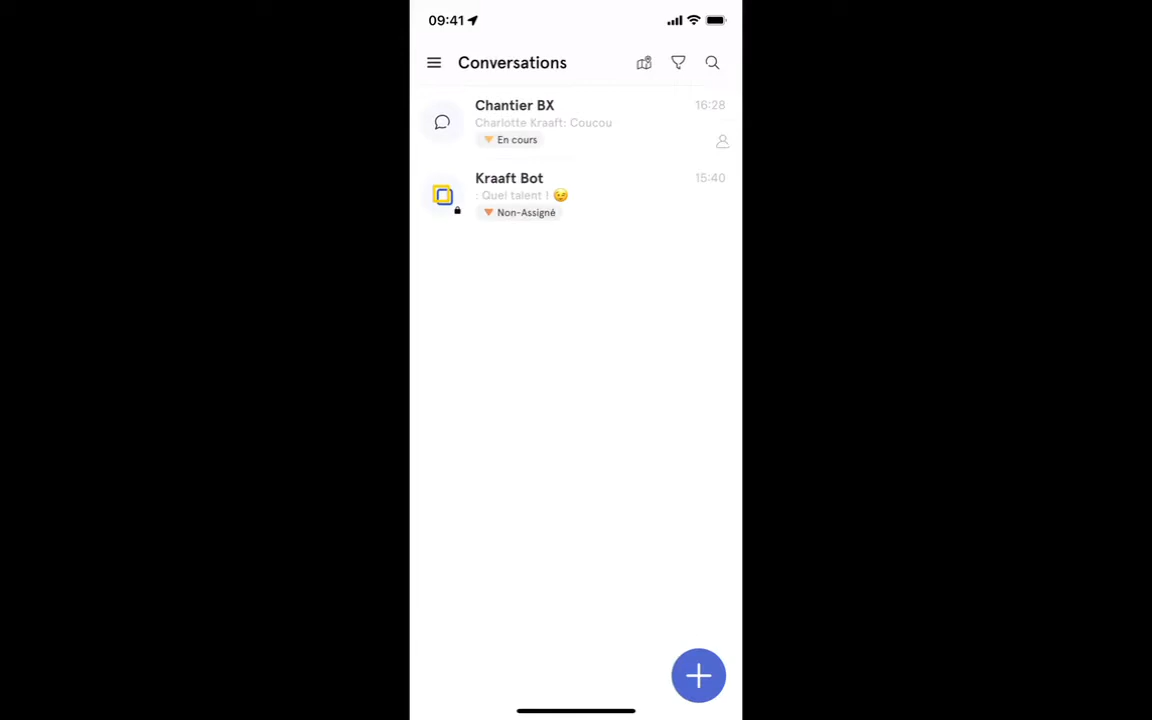 09:41
Conversations
Chantier BX
16:28
Charlotte Kraaft: Coucou
En cours
Kraaft Bot
15:40
: Quel talent ! 😉
Non-Assigné